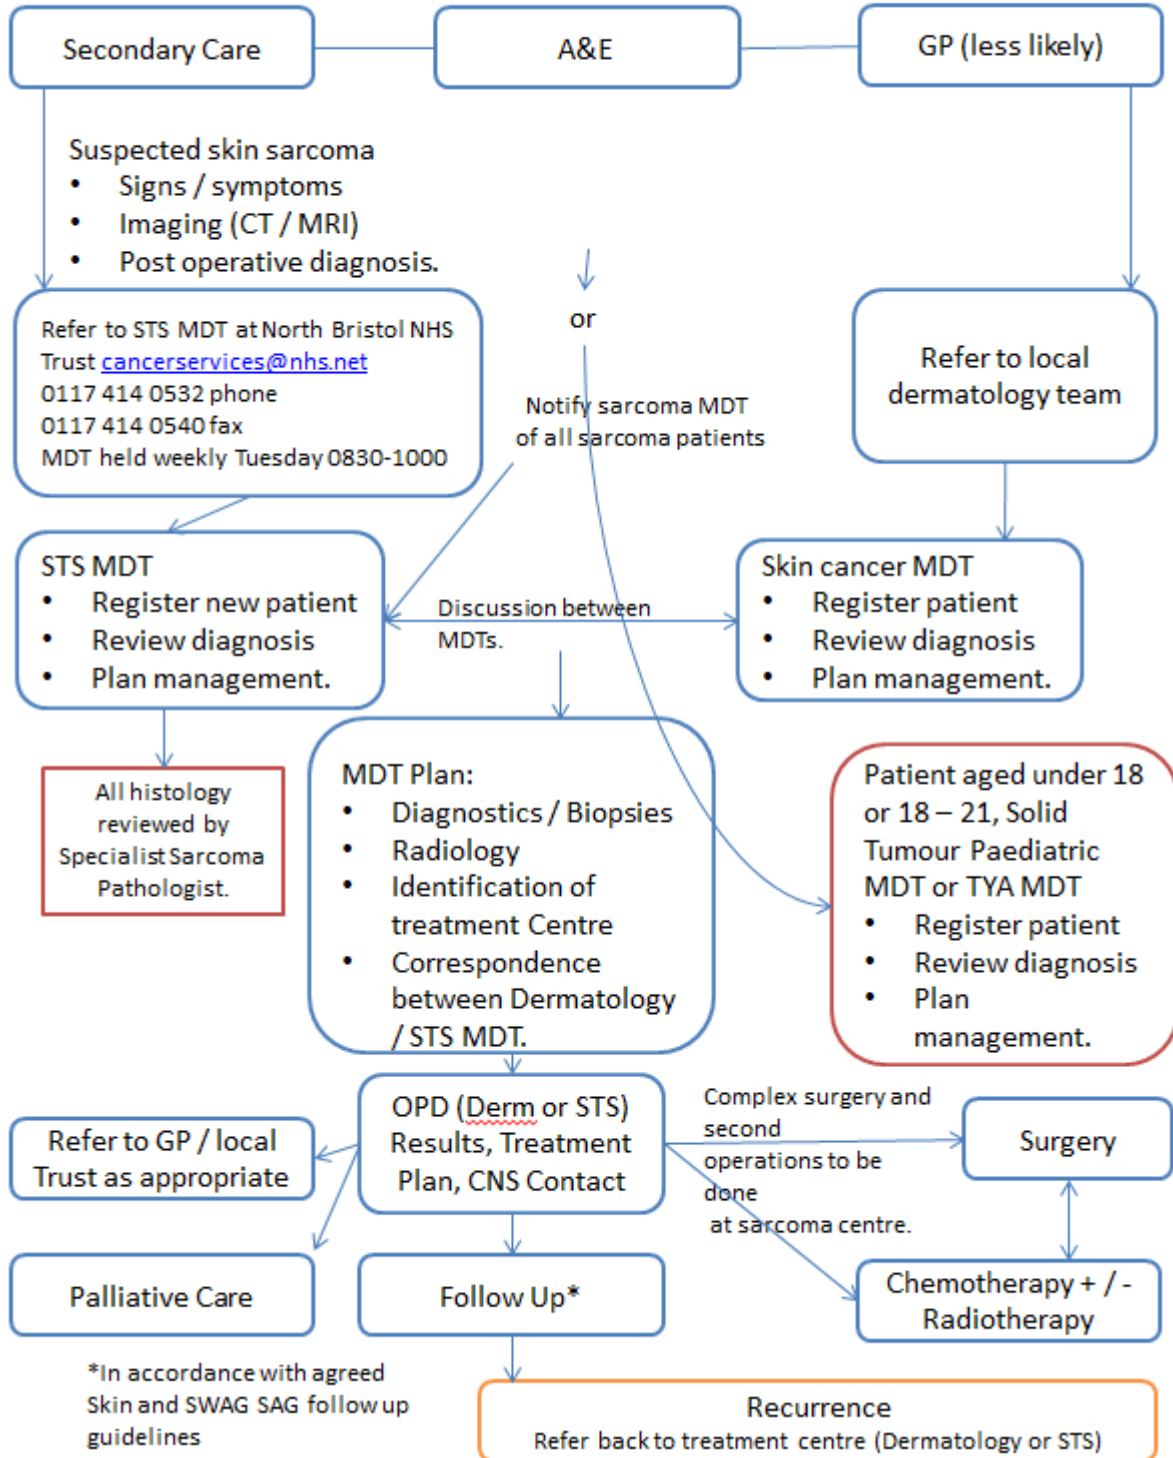 Secondary Care
A&E
GP (less likely)
Suspected skin sarcoma
• Signs / symptoms
• Imaging (CT / MRI)
• Post operative diagnosis.
or
Refer to STS MDT at North Bristol NHS
Trust cancerservices@nhs.net
0117 414 0532 phone
0117 414 0540 fax
MDT held weekly Tuesday 0830-1000
Notify sarcoma MDT
of all sarcoma patients
Refer to local
dermatology team
STS MDT
• Register new patient
• Review diagnosis
• Plan management.
Discussion between
MDTs.
Skin cancer MDT
• Register patient
• Review diagnosis
• Plan management.
All histology
reviewed by
Specialist Sarcoma
Pathologist.
MDT Plan:
• Diagnostics / Biopsies
• Radiology
• Identification of
treatment Centre
• Correspondence
between Dermatology
/ STS MDT.
Patient aged under 18
or 18 – 21, Solid
Tumour Paediatric
MDT or TYA MDT
• Register patient
• Review diagnosis
• Plan
management.
Refer to GP / local
Trust as appropriate
OPD (Derm or STS)
Results, Treatment
Plan, CNS Contact
Complex surgery and
second
operations to be
done
at sarcoma centre.
Surgery
Palliative Care
Follow Up*
Chemotherapy + / -
Radiotherapy
*In accordance with agreed
Skin and SWAG SAG follow up
guidelines
Recurrence
Refer back to treatment centre (Dermatology or STS)